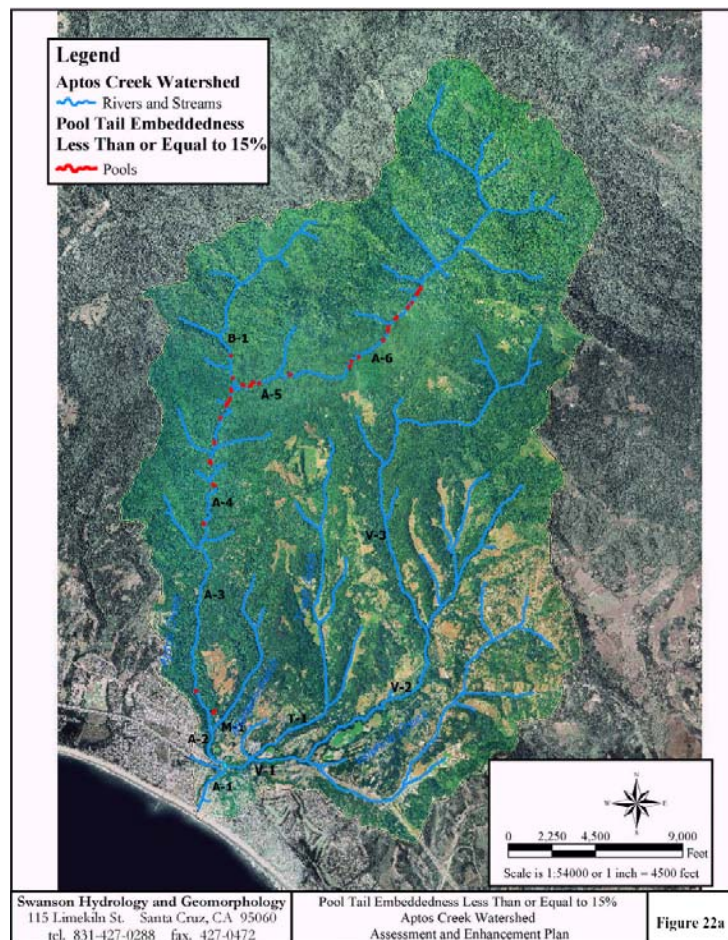 Legend
Aptos Creek Watershed
Rivers and Streams
Pool Tail Embeddedness
Less Than or Equal to 15%
Pools
B-1
A-6
A-5
A-4
V-3
A-3
V-2
T-1
M-1
A-2
V-1
A-1
N
W E
S
0 2,250 4,500 9,000
Feet
Scale is 1:54000 or 1 inch = 4500 feet
Swanson Hydrology and Geomorphology
115 Limekiln St. Santa Cruz, CA 95060
tel. 831-427-0288 fax. 427-0472
Pool Tail Embeddedness Less Than or Equal to 15%
Aptos Creek Watershed
Assessment and Enhancement Plan
Figure 22a